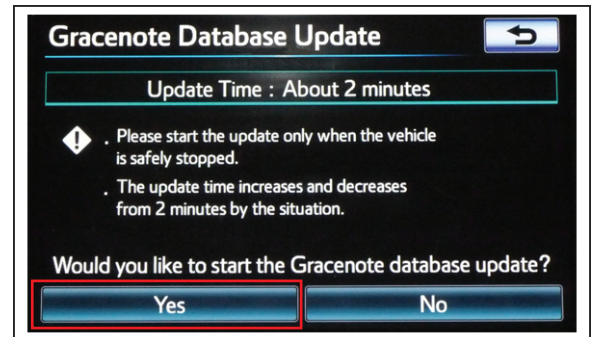 Gracenote Database Update
Update Time : About 2 minutes
. Please start the update only when the vehicle
is safely stopped.
. The update time increases and decreases
from 2 minutes by the situation.
Would you like to start the Gracenote database update?
Yes
No